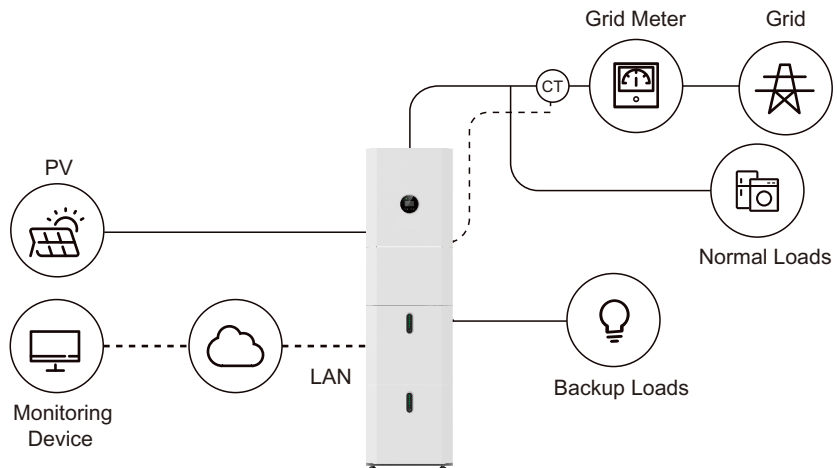 Grid Meter
Grid
CT
PV
Normal Loads
LAN
Backup Loads
Monitoring
Device